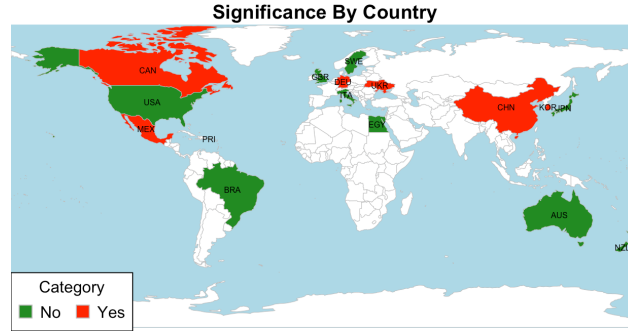 Significance By Country
SWE
GBR
CAN
DEU
UKR
ITA
USA
CHN
KOR
JPN
EGY
MEX
PRI
BRA
AUS
NZL
Category
No
Yes